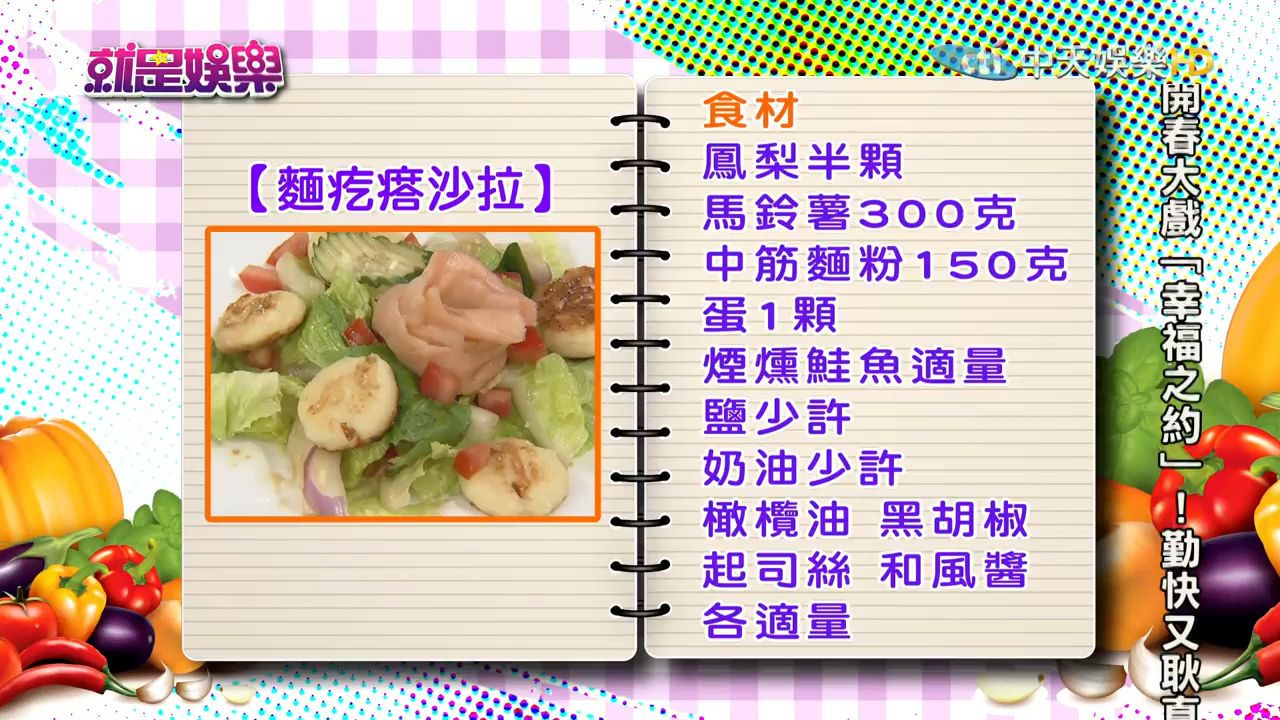 就是娛樂
cti 中天娛樂HD
【麵疙瘩沙拉】
食材
鳳梨半顆
馬鈴薯300克
中筋麵粉150克
蛋1顆
煙燻鮭魚適量
鹽少許
奶油少許
橄欖油 黑胡椒
起司絲 和風醬
各適量
開春大戲「幸福之約」！勤快又耿直